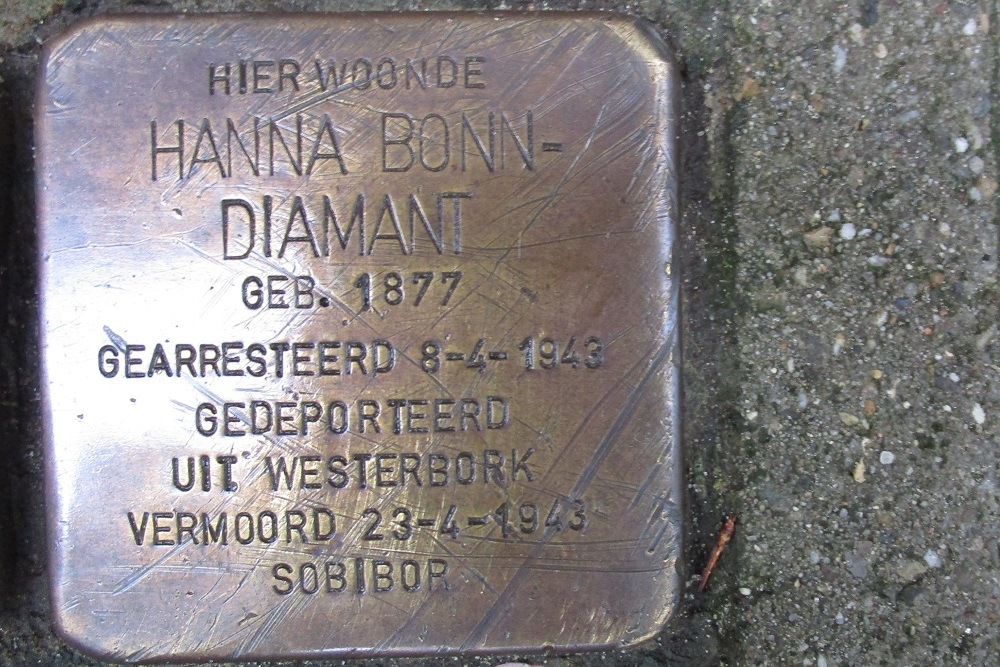 HIER WOONDE
HANNA BONN-
DIAMANT
GEB. 1877
GEARRESTEERD 8-4-1943
GEDEPORTEERD
UIT WESTERBORK
VERMOORD 23-4-1943
SOBIBOR